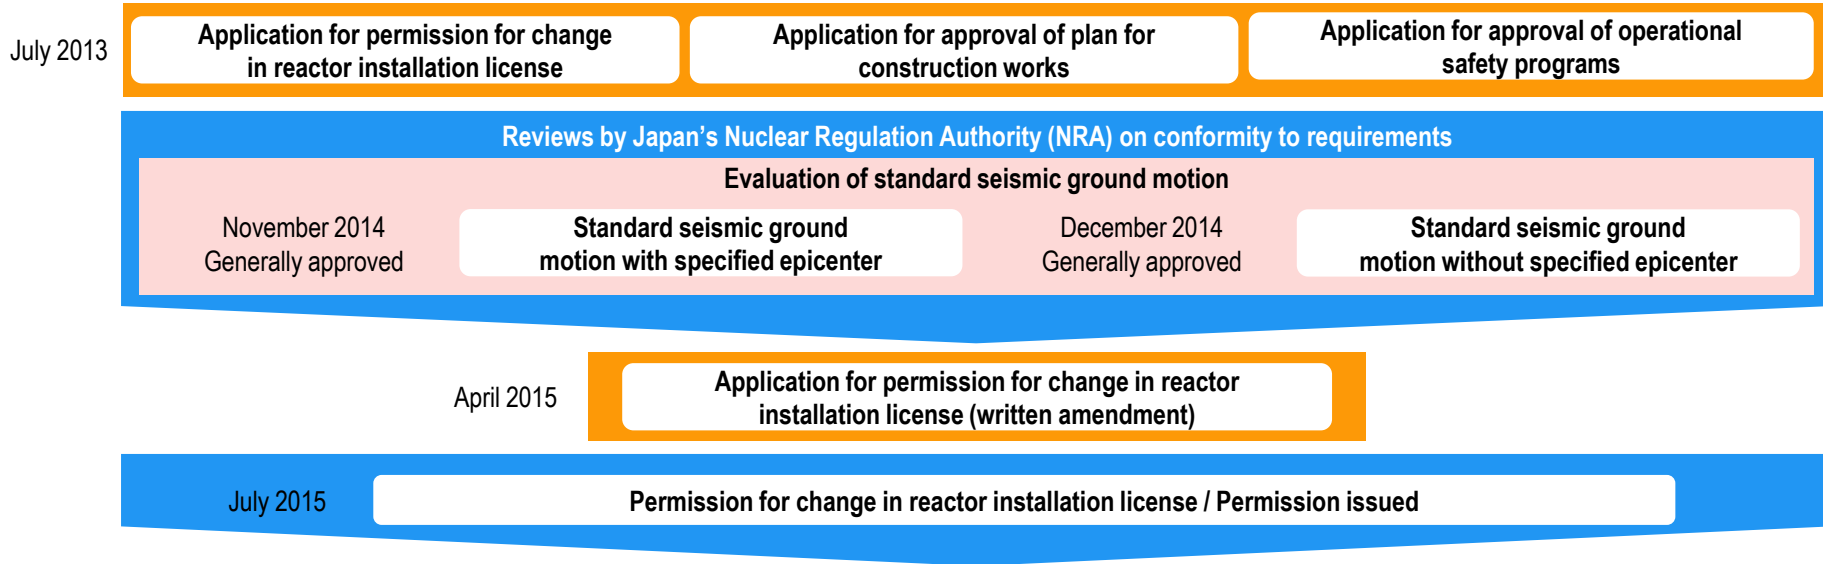 July 2013
Application for permission for change
in reactor installation license
Application for approval of plan for
construction works
Application for approval of operational
safety programs
Reviews by Japan’s Nuclear Regulation Authority (NRA) on conformity to requirements
Evaluation of standard seismic ground motion
November 2014
Generally approved
Standard seismic ground
motion with specified epicenter
December 2014
Generally approved
Standard seismic ground
motion without specified epicenter
April 2015
Application for permission for change in reactor
installation license (written amendment)
July 2015
Permission for change in reactor installation license / Permission issued